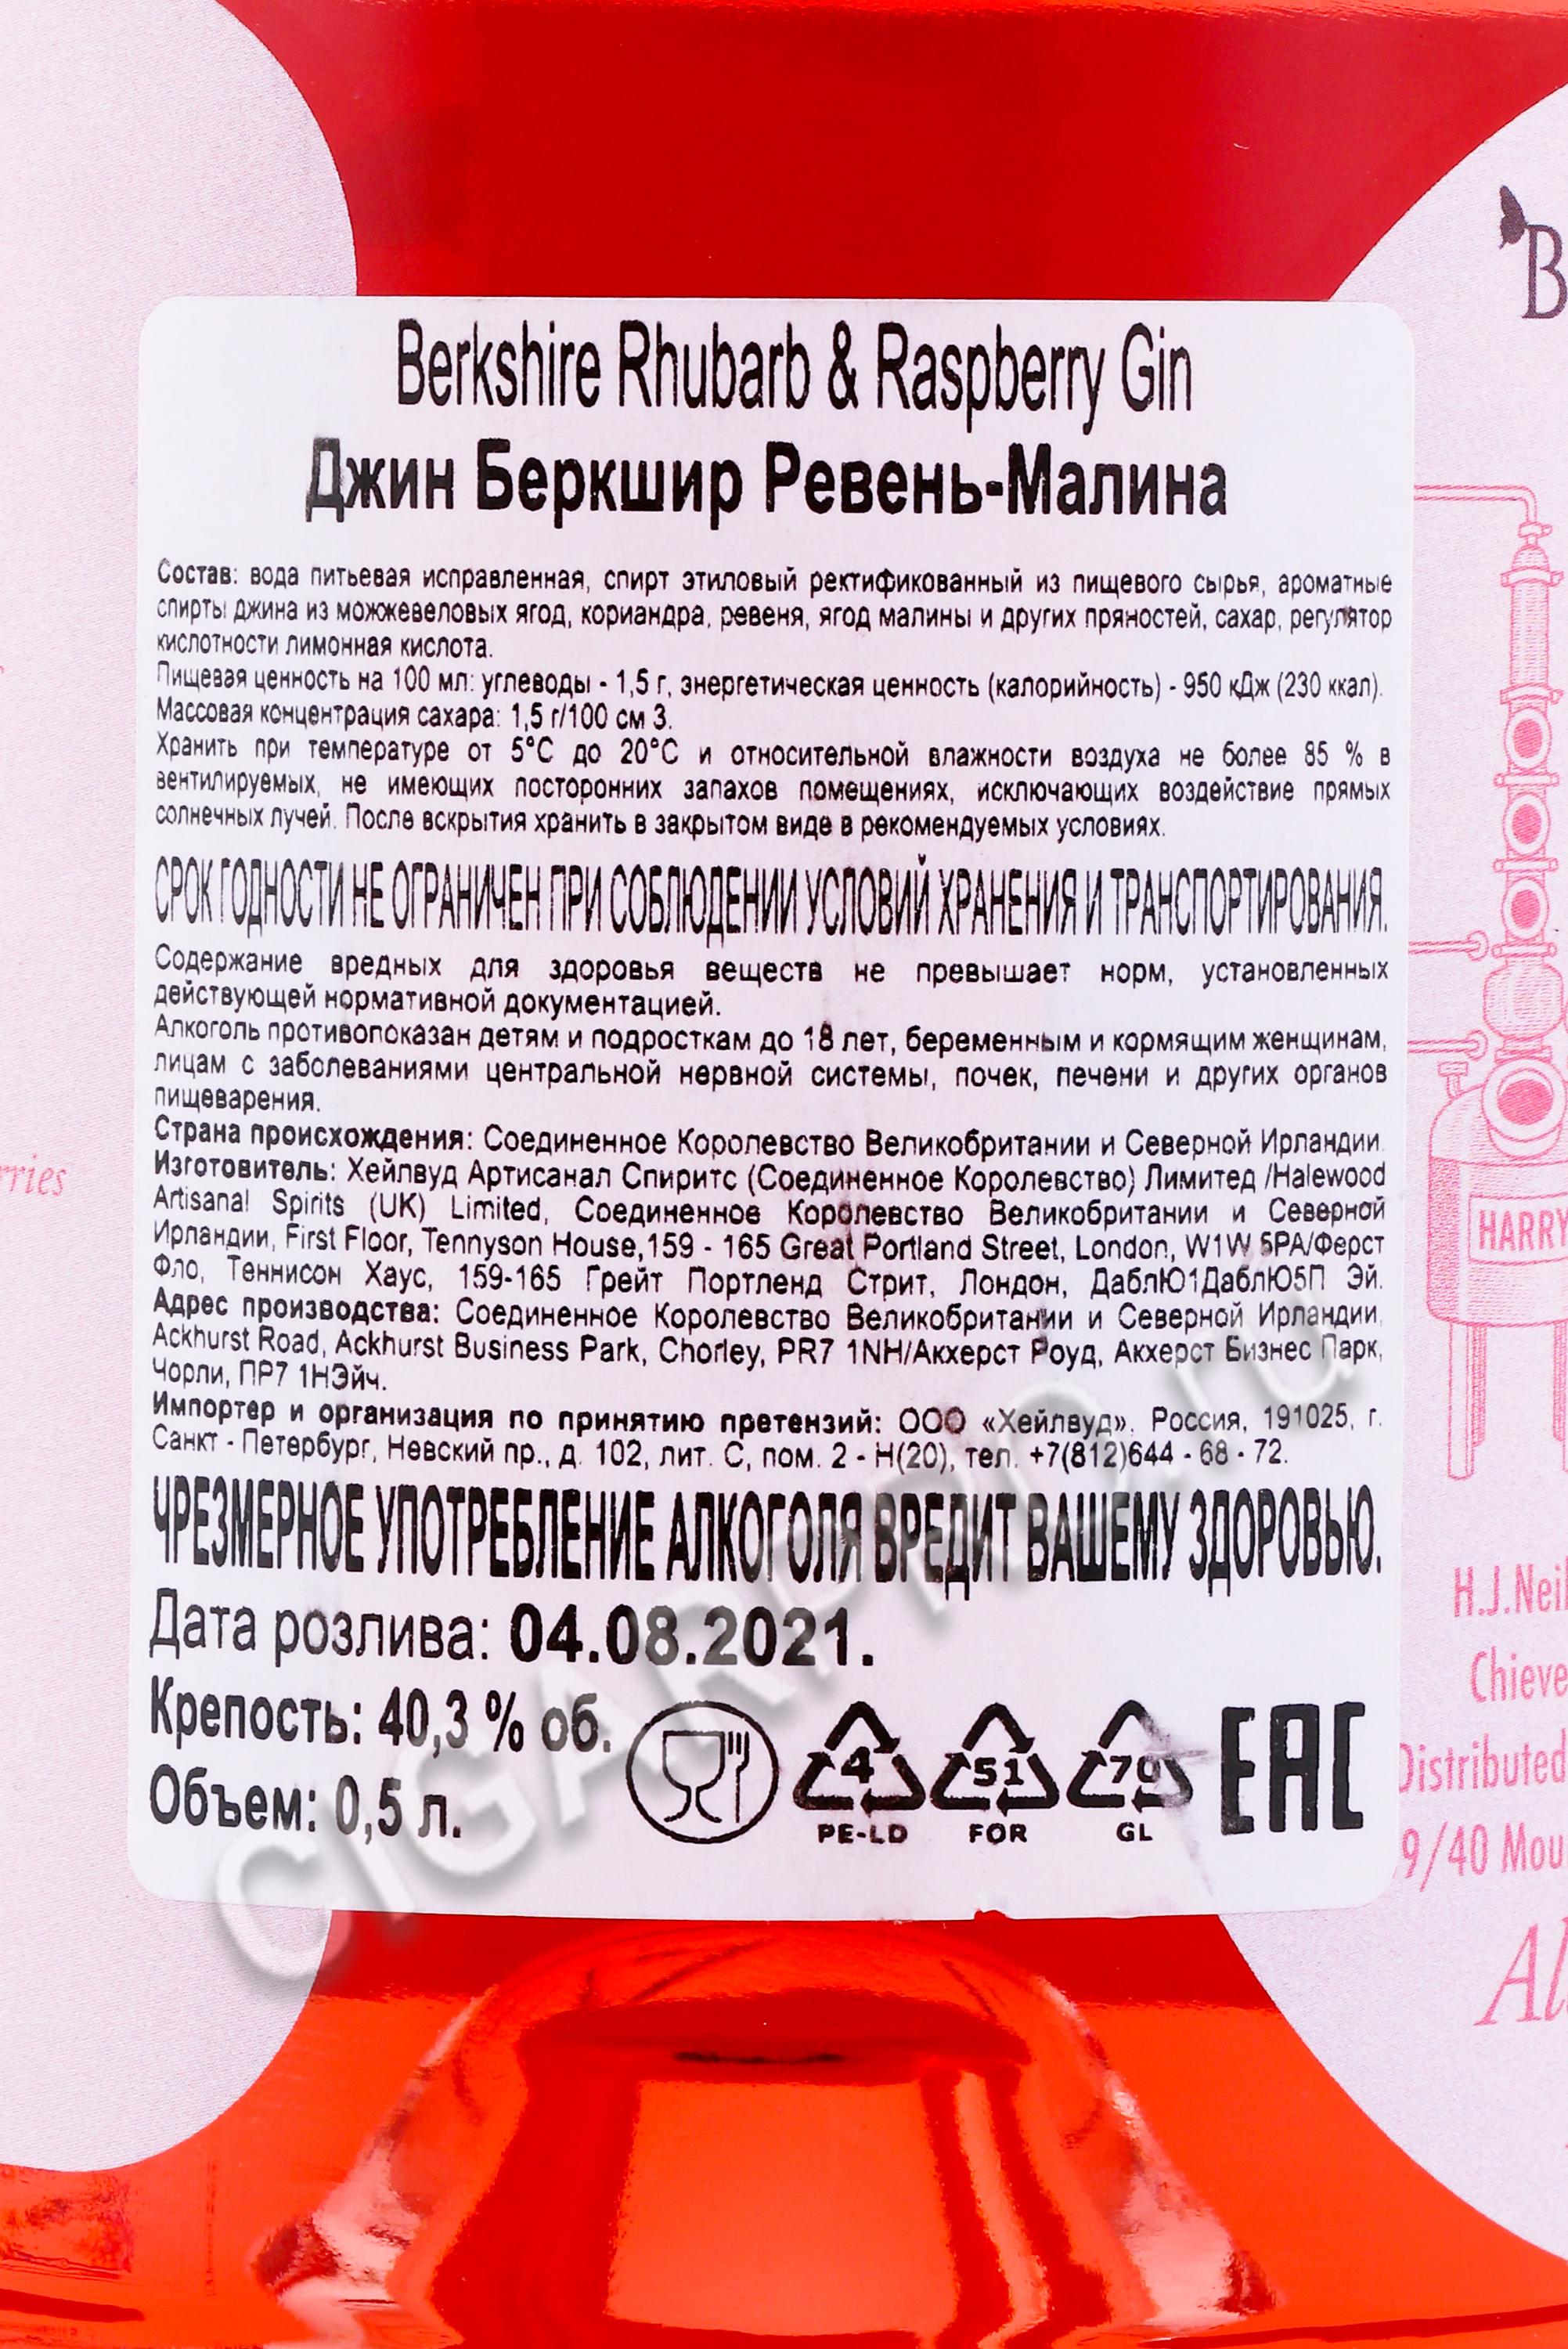 Berkshire Rhubarb & Raspberry Gin
Джин Беркшир Ревень-Малина
Состав: вода питьевая исправленная, спирт этиловый ректификованный из пищевого сырья, ароматные
спирты джина из можжевеловых ягод, кориандра, ревеня, ягод малины и других пряностей, сахар, регулятор
кислотности лимонная кислота.
Пищевая ценность на 100 мл: углеводы - 1,5 г, энергетическая ценность (калорийность) - 950 кДж (230 ккал).
Массовая концентрация сахара: 1,5 г/100 см 3.
Хранить при температуре от 5°С до 20°С и относительной влажности воздуха не более 85 % в
вентилируемых, не имеющих посторонних запахов помещениях, исключающих воздействие прямых
солнечных лучей. После вскрытия хранить в закрытом виде в рекомендуемых условиях.
СРОК ГОДНОСТИ НЕ ОГРАНИЧЕН ПРИ СОБЛЮДЕНИИ УСЛОВИЙ ХРАНЕНИЯ И ТРАНСПОРТИРОВАНИЯ.
Содержание вредных для здоровья веществ не превышает норм, установленных
действующей нормативной документацией.
Алкоголь противопоказан детям и подросткам до 18 лет, беременным и кормящим женщинам,
лицам с заболеваниями центральной нервной системы, почек, печени и других органов
пищеварения.
Страна происхождения: Соединенное Королевство Великобритании и Северной Ирландии.
Изготовитель: Хейлвуд Артисанал Спиритс (Соединенное Королевство) Лимитед /Halewood
Artisanal Spirits (UK) Limited, Соединенное Королевство Великобритании и Северной
Ирландии, First Floor, Tennyson House,159 - 165 Great Portland Street, London, W1W 5PA/Ферст
Фло, Теннисон Хаус, 159-165 Грейт Портленд Стрит, Лондон, ДаблЮ1ДаблЮ5П Эй.
Адрес производства: Соединенное Королевство Великобритании и Северной Ирландии,
Ackhurst Road, Ackhurst Business Park, Chorley, PR7 1NH/Акхерст Роуд, Акхерст Бизнес Парк,
Чорли, ПР7 1НЭйч.
Импортер и организация по принятию претензий: ООО «Хейлвуд», Россия, 191025, г.
Санкт - Петербург, Невский пр., д. 102, лит. С, пом. 2 - Н(20), тел. +7(812)644 - 68 - 72.
ЧРЕЗМЕРНОЕ УПОТРЕБЛЕНИЕ АЛКОГОЛЯ ВРЕДИТ ВАШЕМУ ЗДОРОВЬЮ.
Дата розлива: 04.08.2021.
Крепость: 40,3 % об.
Объем: 0,5 л.
4 51 70
PE-LD FOR GL
EAC
CIGARPRO.ru
rries
B
HARRY
H.J.Neil
Chieve
Distributed
9/40 Mou
Al